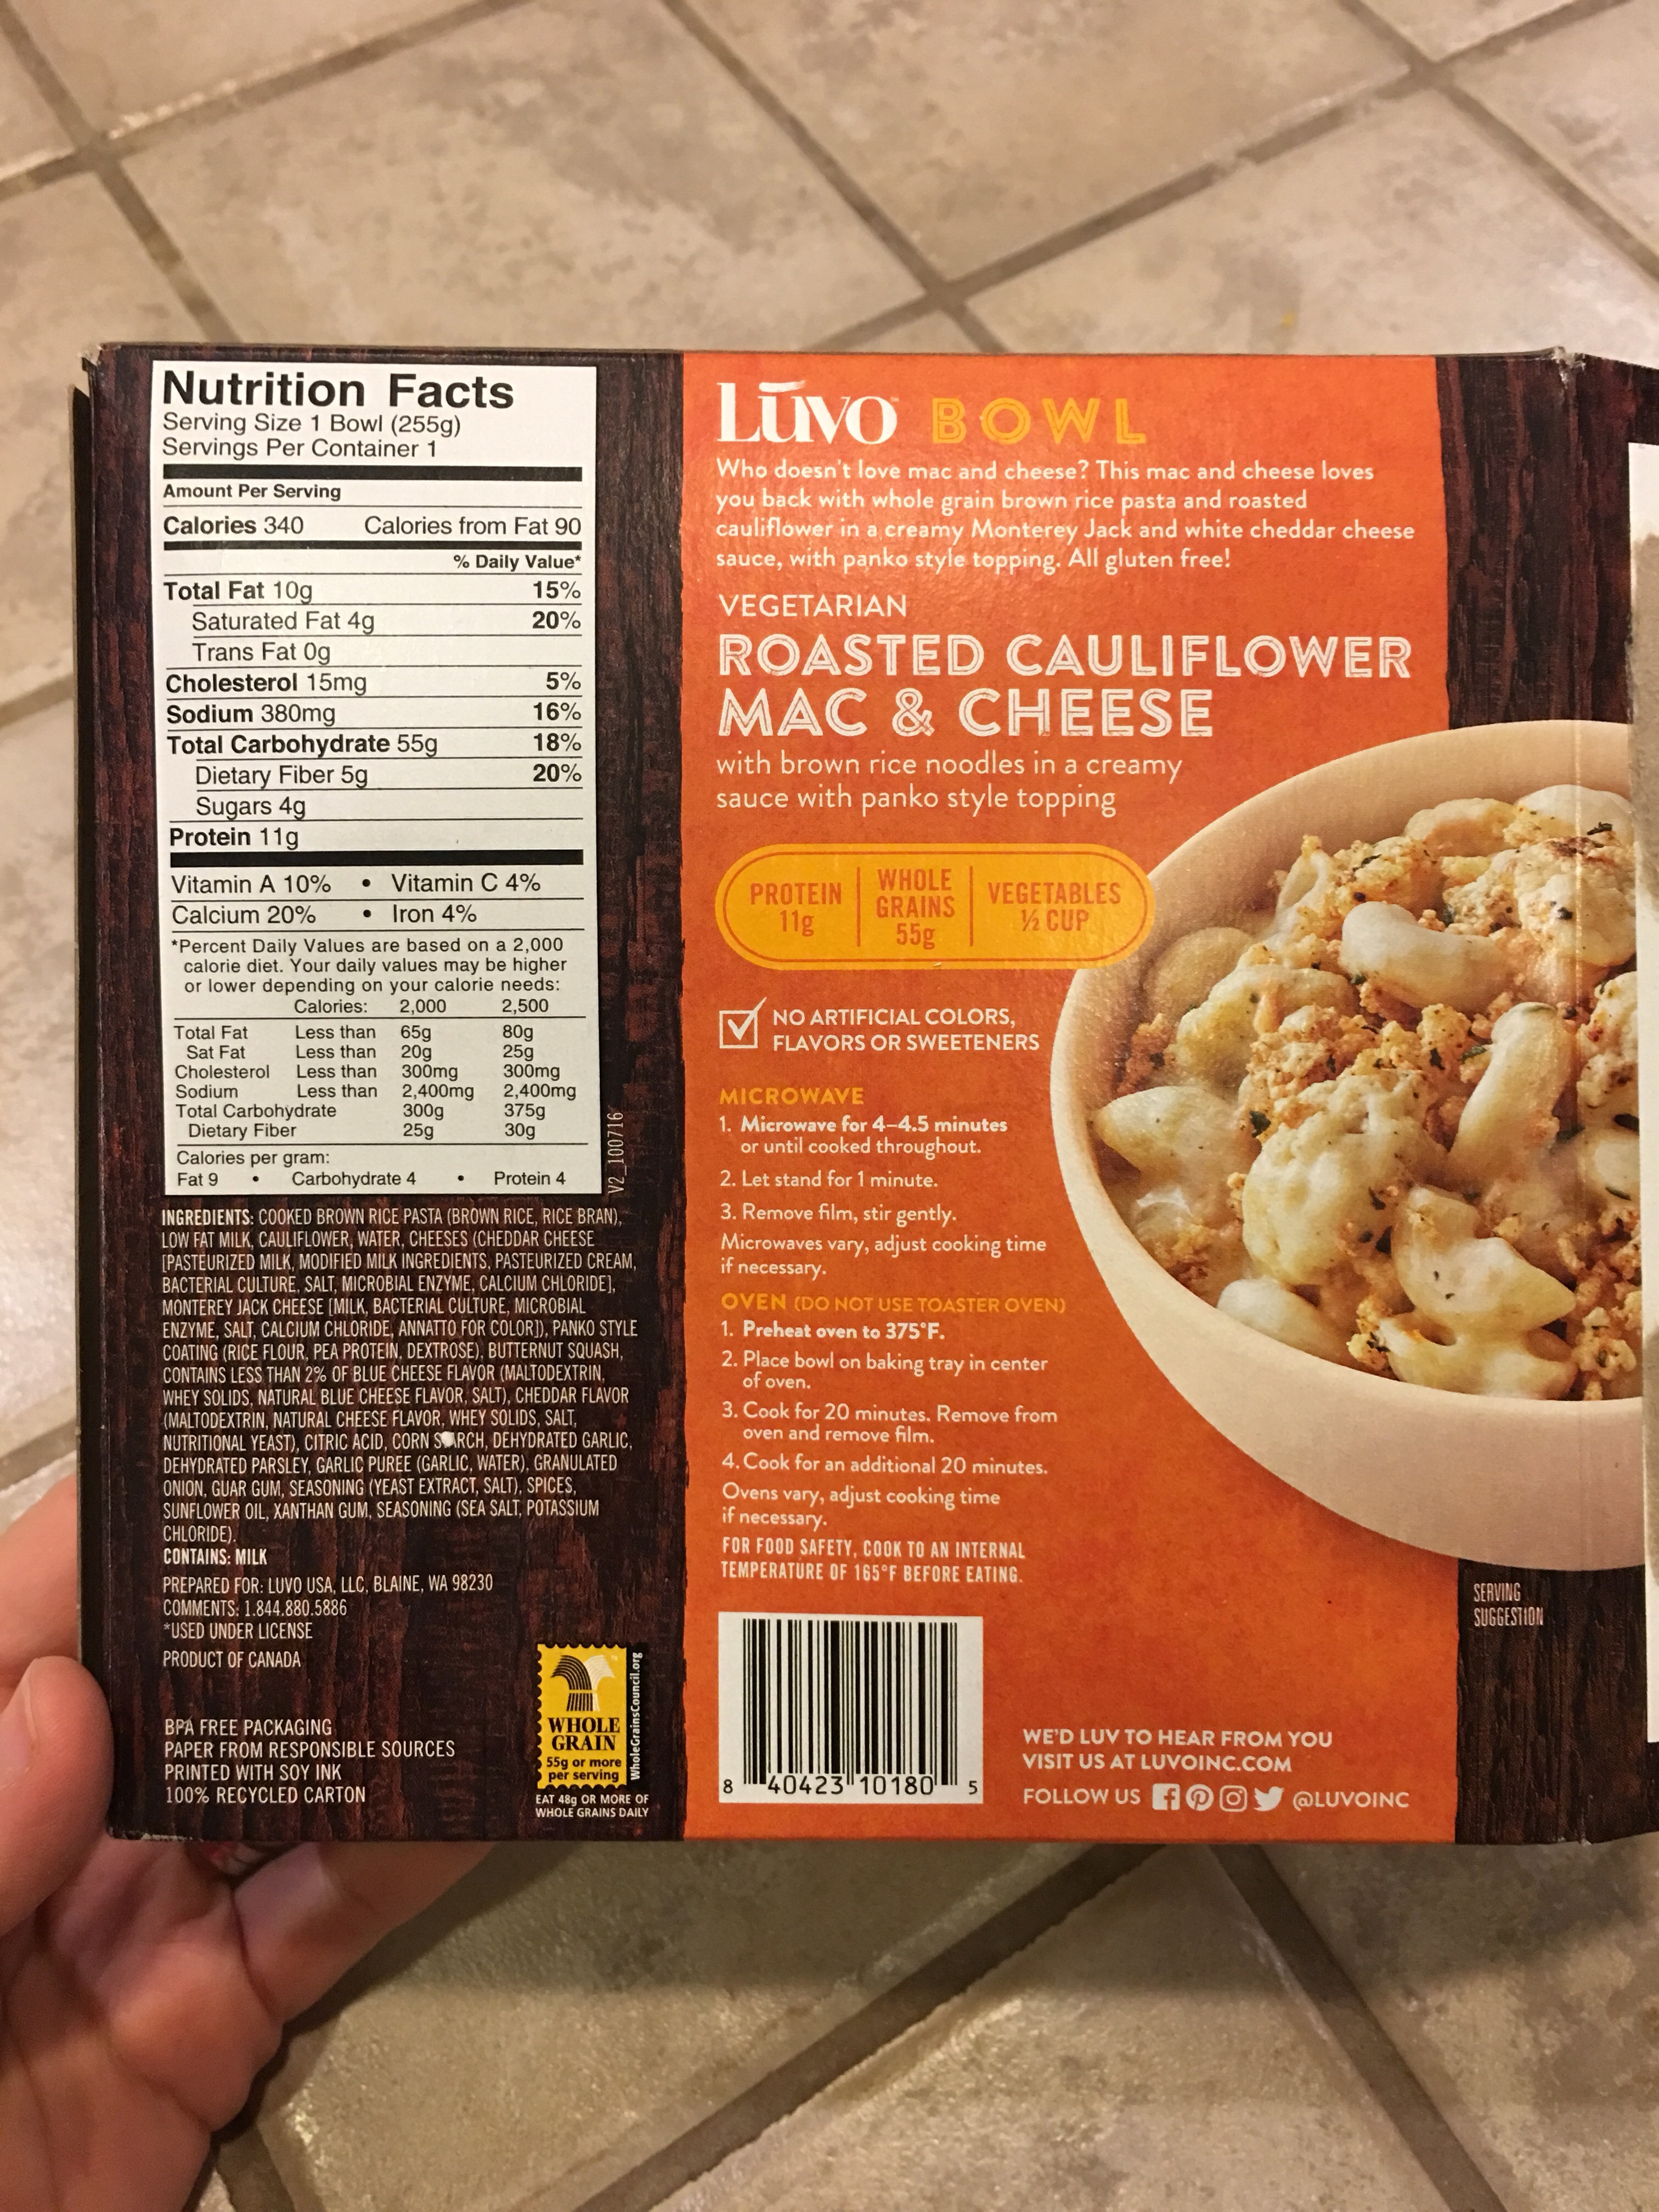 Nutrition Facts
Serving Size 1 Bowl (255g)
Servings Per Container 1
Amount Per Serving
Calories 340 Calories from Fat 90
% Daily Value*
Total Fat 10g 15%
Saturated Fat 4g 20%
Trans Fat 0g
Cholesterol 15mg 5%
Sodium 380mg 16%
Total Carbohydrate 55g 18%
Dietary Fiber 5g 20%
Sugars 4g
Protein 11g
Vitamin A 10% • Vitamin C 4%
Calcium 20% • Iron 4%
*Percent Daily Values are based on a 2,000
calorie diet. Your daily values may be higher
or lower depending on your calorie needs:
Calories: 2,000 2,500
Total Fat Less than 65g 80g
Sat Fat Less than 20g 25g
Cholesterol Less than 300mg 300mg
Sodium Less than 2,400mg 2,400mg
Total Carbohydrate 300g 375g
Dietary Fiber 25g 30g
Calories per gram:
Fat 9 • Carbohydrate 4 • Protein 4
V2_100716
INGREDIENTS: COOKED BROWN RICE PASTA (BROWN RICE, RICE BRAN),
LOW FAT MILK, CAULIFLOWER, WATER, CHEESES (CHEDDAR CHEESE
[PASTEURIZED MILK, MODIFIED MILK INGREDIENTS, PASTEURIZED CREAM,
BACTERIAL CULTURE, SALT, MICROBIAL ENZYME, CALCIUM CHLORIDE],
MONTEREY JACK CHEESE [MILK, BACTERIAL CULTURE, MICROBIAL
ENZYME, SALT, CALCIUM CHLORIDE, ANNATTO FOR COLOR]), PANKO STYLE
COATING (RICE FLOUR, PEA PROTEIN, DEXTROSE), BUTTERNUT SQUASH,
CONTAINS LESS THAN 2% OF BLUE CHEESE FLAVOR (MALTODEXTRIN,
WHEY SOLIDS, NATURAL BLUE CHEESE FLAVOR, SALT), CHEDDAR FLAVOR
(MALTODEXTRIN, NATURAL CHEESE FLAVOR, WHEY SOLIDS, SALT,
NUTRITIONAL YEAST), CITRIC ACID, CORN STARCH, DEHYDRATED GARLIC,
DEHYDRATED PARSLEY, GARLIC PUREE (GARLIC, WATER), GRANULATED
ONION, GUAR GUM, SEASONING (YEAST EXTRACT, SALT), SPICES,
SUNFLOWER OIL, XANTHAN GUM, SEASONING (SEA SALT, POTASSIUM
CHLORIDE).
CONTAINS: MILK
PREPARED FOR: LUVO USA, LLC, BLAINE, WA 98230
COMMENTS: 1.844.880.5886
*USED UNDER LICENSE
PRODUCT OF CANADA
BPA FREE PACKAGING
PAPER FROM RESPONSIBLE SOURCES
PRINTED WITH SOY INK
100% RECYCLED CARTON
WHOLE
GRAIN
55g or more
per serving
WholeGrainsCouncil.org
EAT 48g OR MORE OF
WHOLE GRAINS DAILY
LŪVO BOWL
Who doesn't love mac and cheese? This mac and cheese loves
you back with whole grain brown rice pasta and roasted
cauliflower in a creamy Monterey Jack and white cheddar cheese
sauce, with panko style topping. All gluten free!
VEGETARIAN
ROASTED CAULIFLOWER
MAC & CHEESE
with brown rice noodles in a creamy
sauce with panko style topping
PROTEIN
11g
WHOLE
GRAINS
55g
VEGETABLES
½ CUP
NO ARTIFICIAL COLORS,
FLAVORS OR SWEETENERS
MICROWAVE
1. Microwave for 4–4.5 minutes
or until cooked throughout.
2. Let stand for 1 minute.
3. Remove film, stir gently.
Microwaves vary, adjust cooking time
if necessary.
OVEN (DO NOT USE TOASTER OVEN)
1. Preheat oven to 375°F.
2. Place bowl on baking tray in center
of oven.
3. Cook for 20 minutes. Remove from
oven and remove film.
4. Cook for an additional 20 minutes.
Ovens vary, adjust cooking time
if necessary.
FOR FOOD SAFETY, COOK TO AN INTERNAL
TEMPERATURE OF 165°F BEFORE EATING.
8 40423 10180 5
WE'D LUV TO HEAR FROM YOU
VISIT US AT LUVOINC.COM
FOLLOW US @LUVOINC
SERVING
SUGGESTION